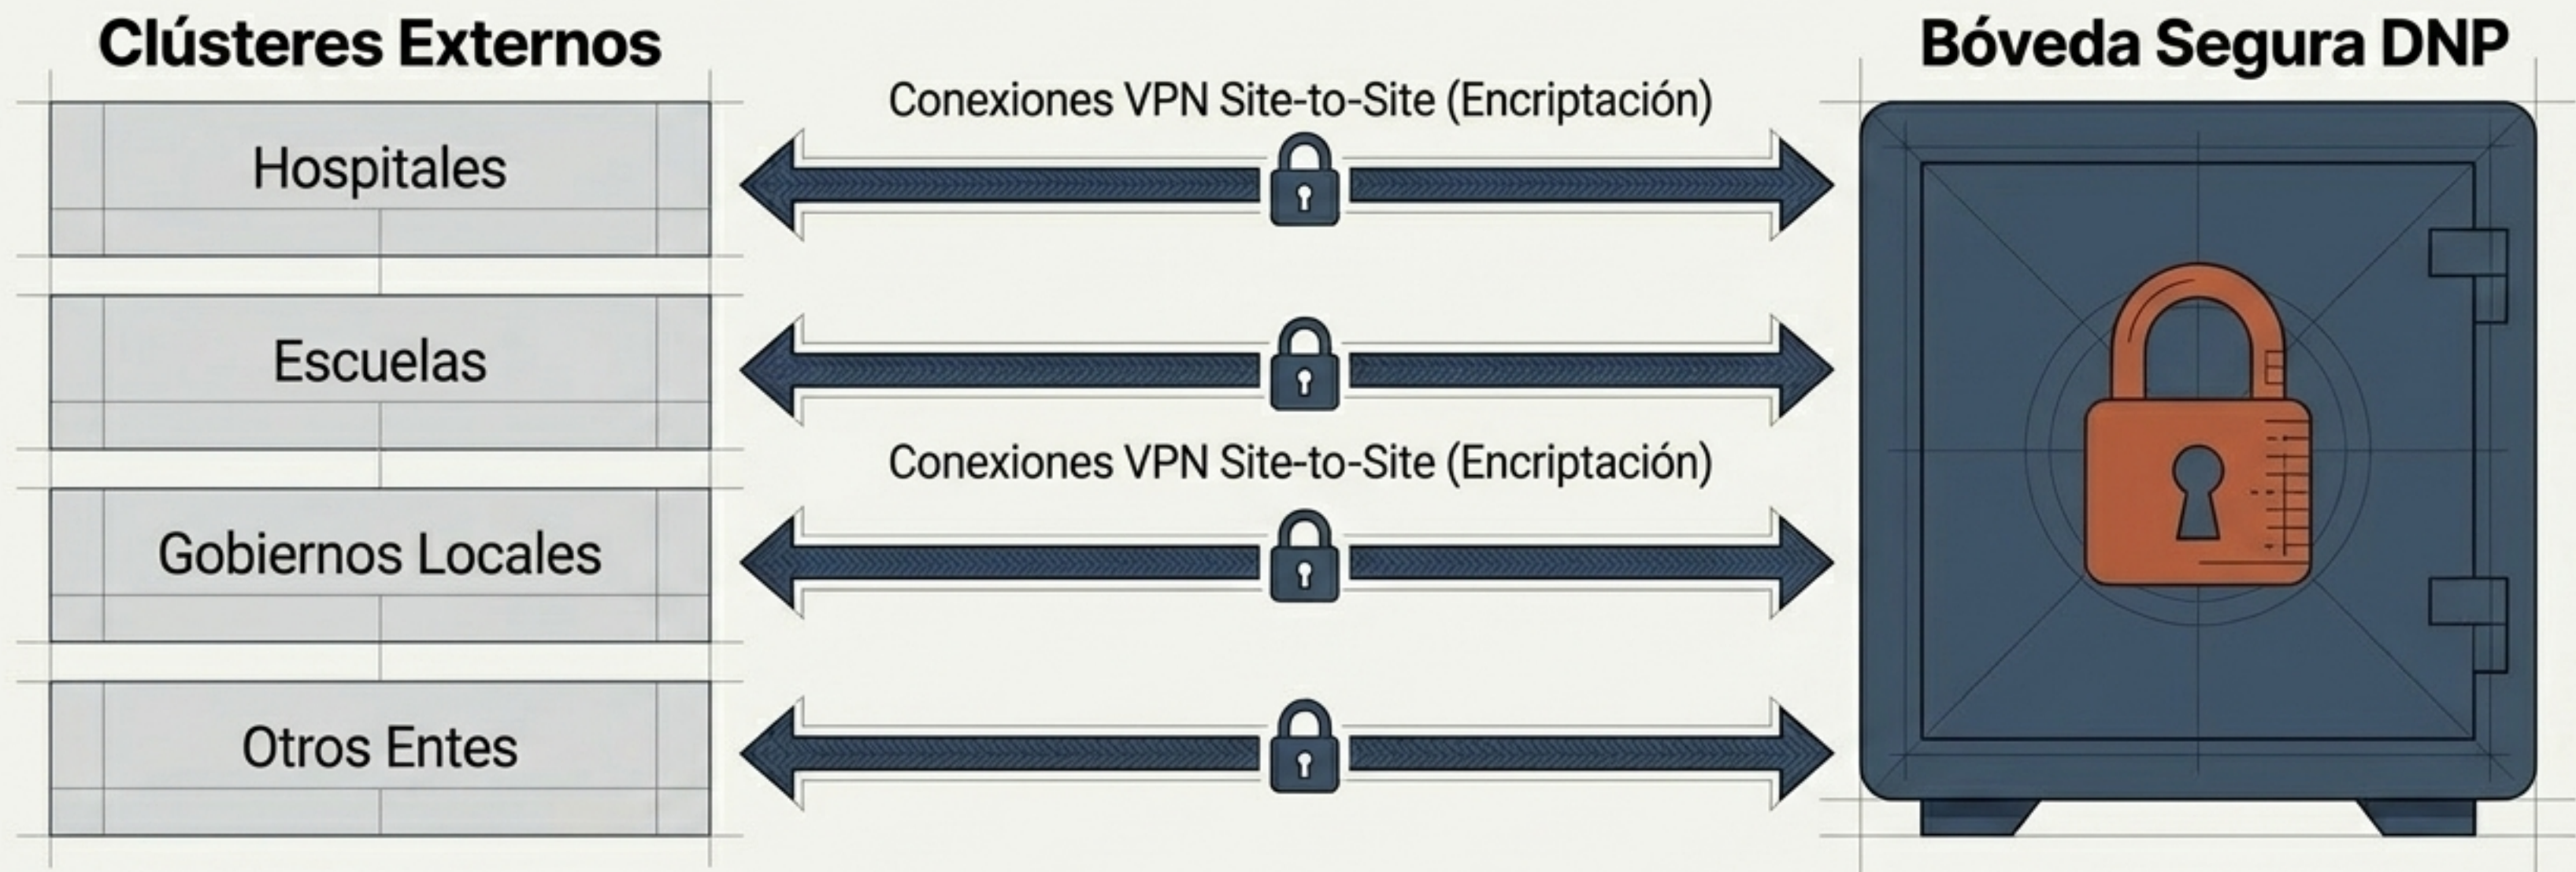 Clústeres Externos
Bóveda Segura DNP
Conexiones VPN Site-to-Site (Encriptación)
Hospitales
Escuelas
Conexiones VPN Site-to-Site (Encriptación)
Gobiernos Locales
Otros Entes